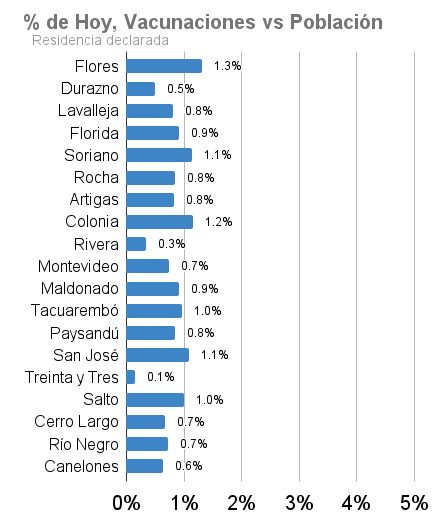 % de Hoy, Vacunaciones vs Población
Residencia declarada
Flores 1.3%
Durazno 0.5%
Lavalleja 0.8%
Florida 0.9%
Soriano 1.1%
Rocha 0.8%
Artigas 0.8%
Colonia 1.2%
Rivera 0.3%
Montevideo 0.7%
Maldonado 0.9%
Tacuarembó 1.0%
Paysandú 0.8%
San José 1.1%
Treinta y Tres 0.1%
Salto 1.0%
Cerro Largo 0.7%
Río Negro 0.7%
Canelones 0.6%
0% 1% 2% 3% 4% 5%